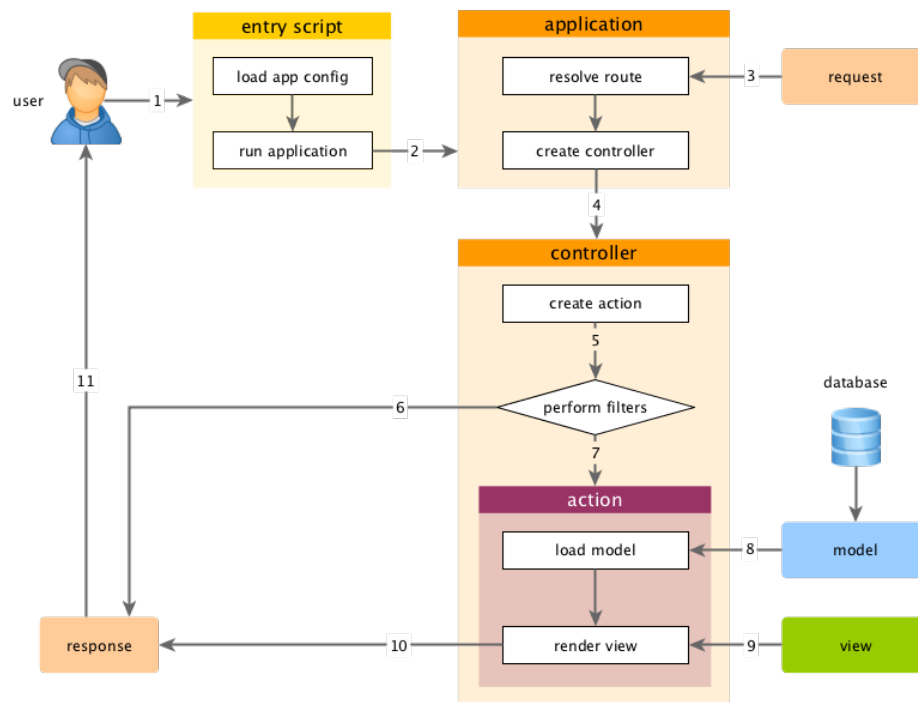 entry script
application
load app config
resolve route
3
request
user
1
run application
2
create controller
4
controller
create action
5
11
6
perform filters
database
7
action
load model
8
model
response
10
render view
9
view